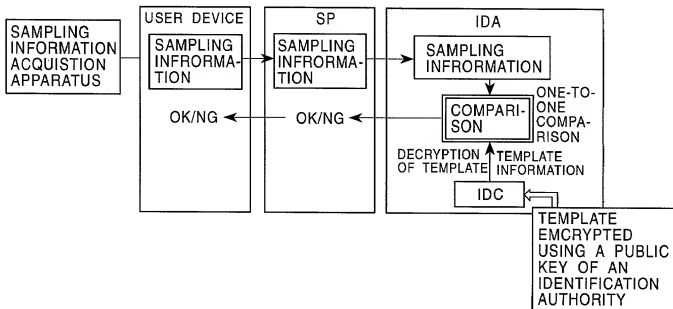 SAMPLING
INFORMATION
ACQUISTION
APPARATUS
USER DEVICE
SAMPLING
INFRORMA-
TION
OK/NG
SP
SAMPLING
INFRORMA-
TION
OK/NG
IDA
SAMPLING
INFRORMATION
COMPARI-
SON
ONE-TO-
ONE
COMPA-
RISON
DECRYPTION
OF TEMPLATE
TEMPLATE
INFORMATION
IDC
TEMPLATE
EMCRYPTED
USING A PUBLIC
KEY OF AN
IDENTIFICATION
AUTHORITY